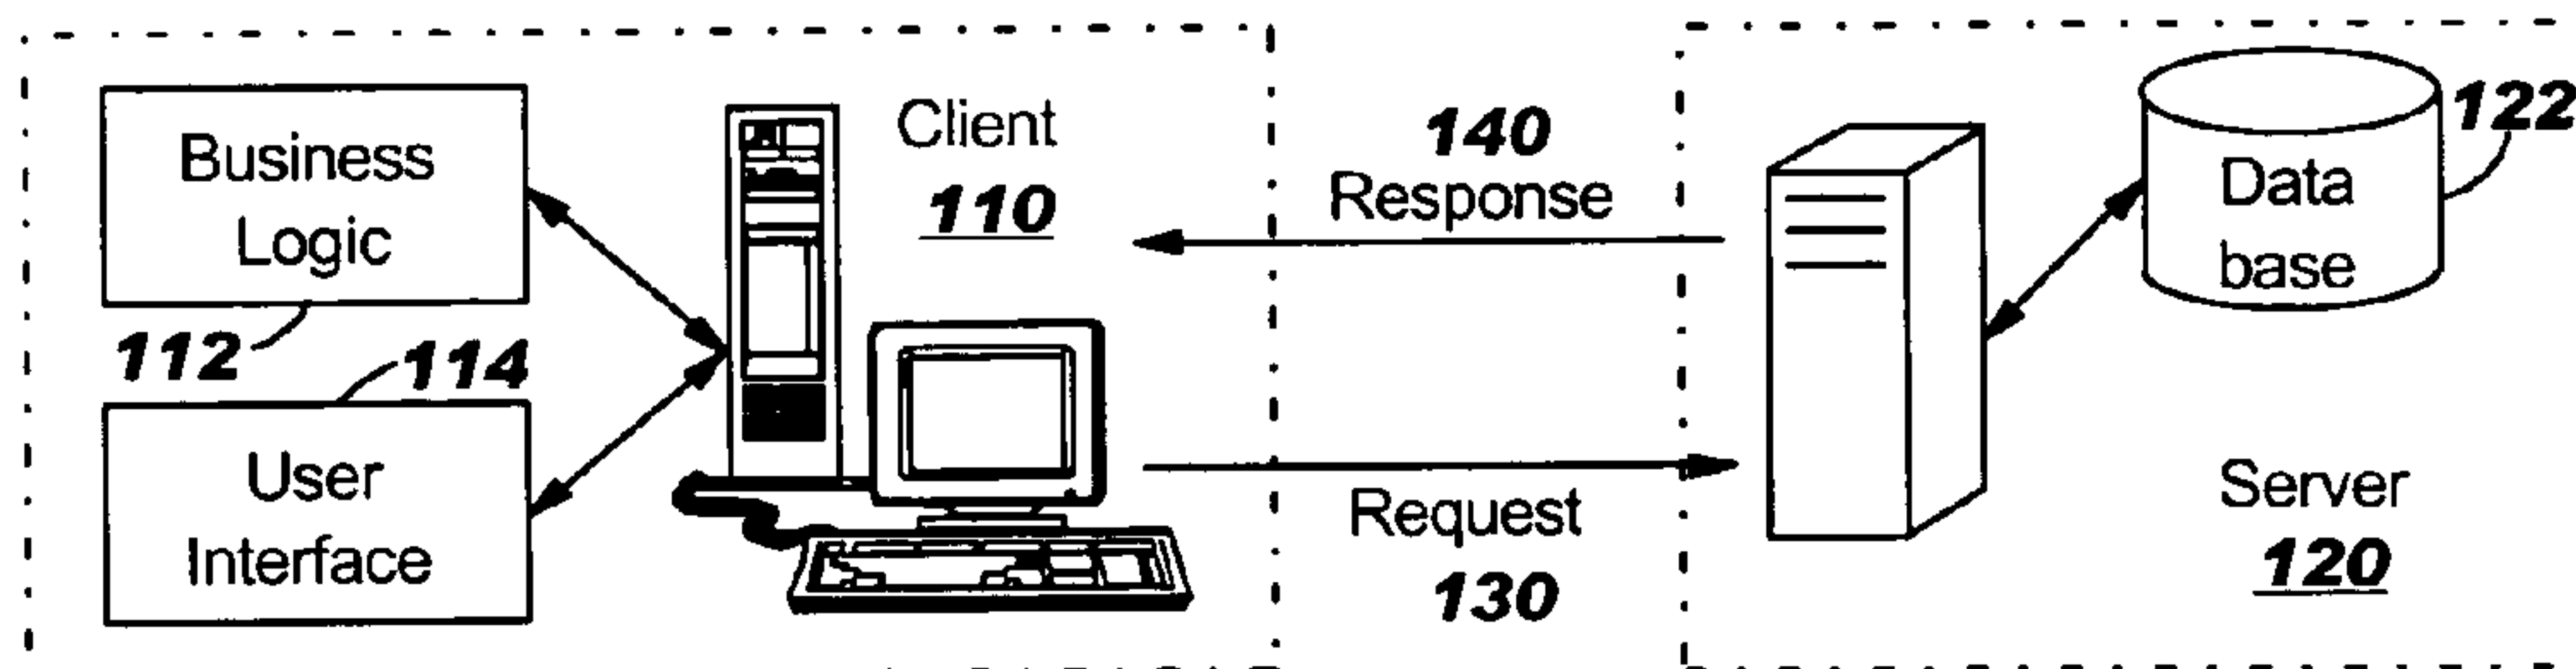 Business
Logic
112
114
User
Interface
Client
110
140
Response
Request
130
Data
base
122
Server
120